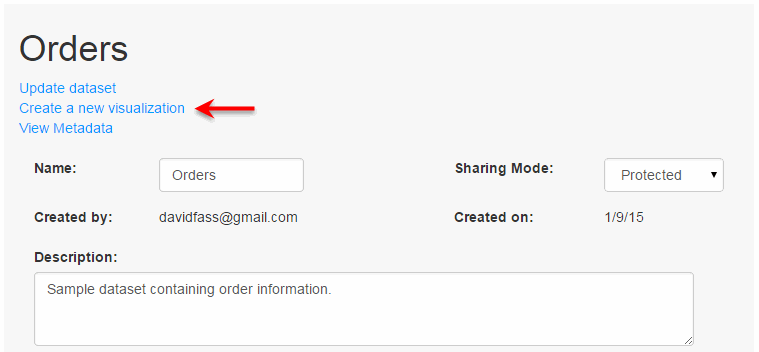 Orders
Update dataset
Create a new visualization
View Metadata
Name: Orders Sharing Mode: Protected
Created by: davidfass@gmail.com Created on: 1/9/15
Description:
Sample dataset containing order information.